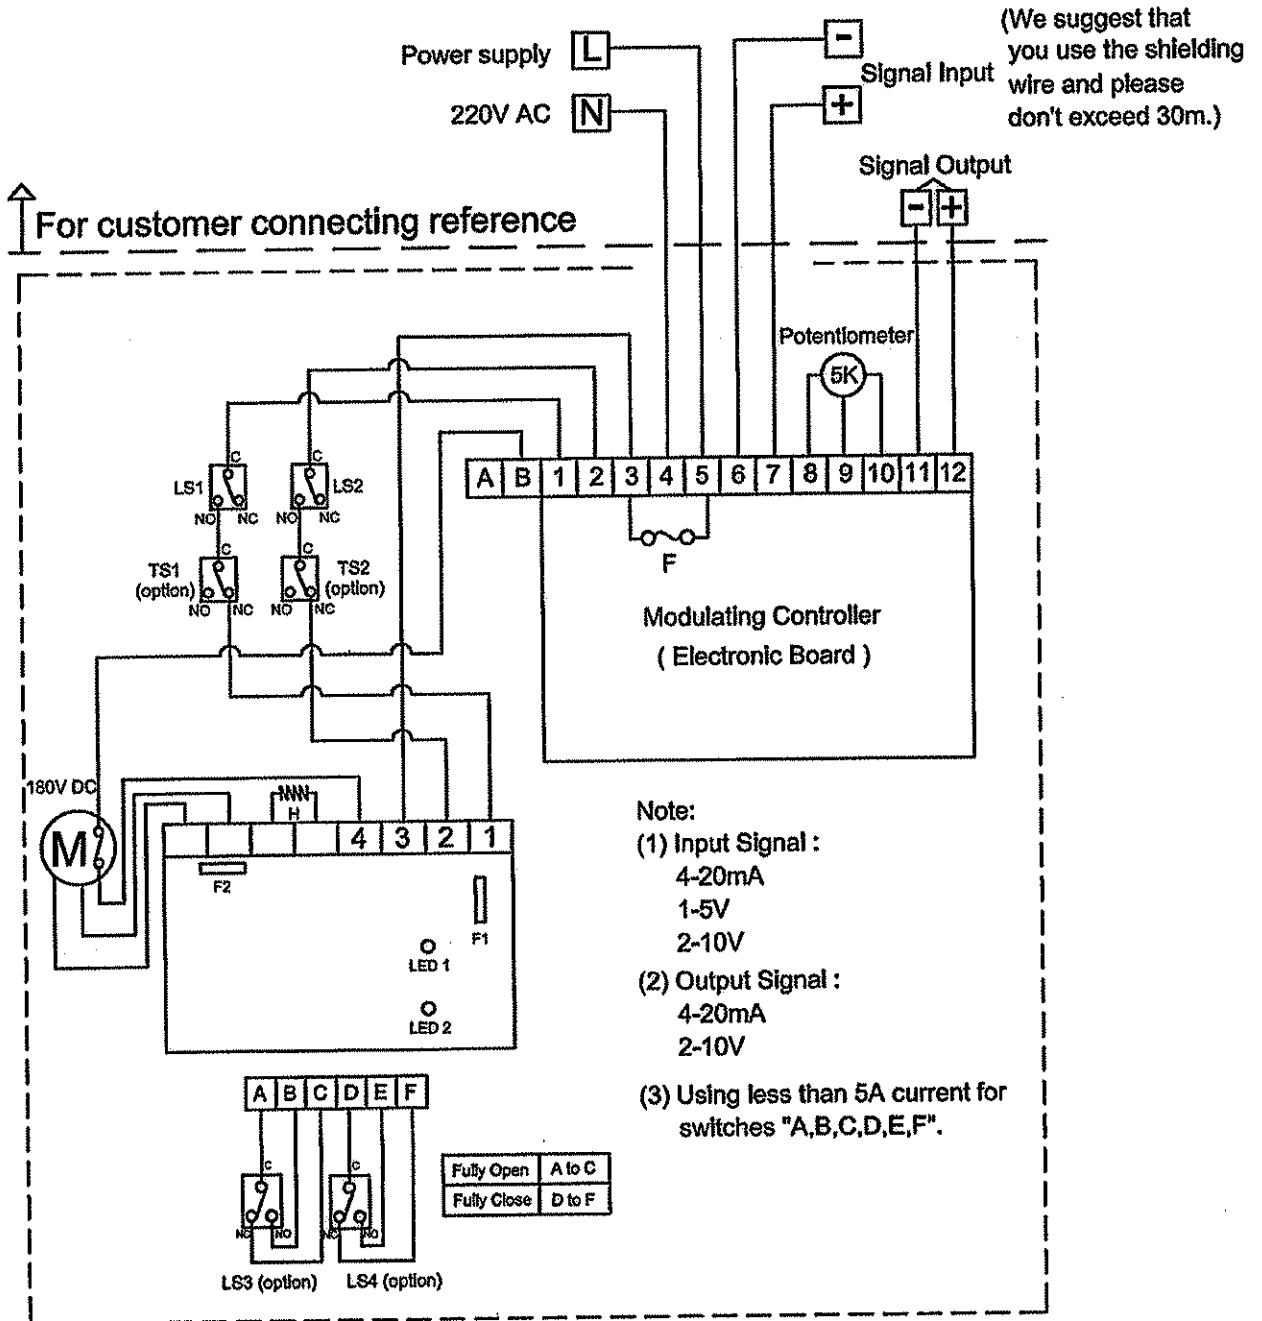 Power supply L
220V AC N
-
Signal Input
+
(We suggest that
you use the shielding
wire and please
don't exceed 30m.)
Signal Output
- +
For customer connecting reference
Potentiometer
5K
A B 1 2 3 4 5 6 7 8 9 10 11 12
F
Modulating Controller
( Electronic Board )
C C
LS1 LS2
NO NC NO NC
C C
TS1 TS2
(option) (option)
NO NC NO NC
180V DC
M
H
4 3 2 1
F2
F1
LED 1
LED 2
Note:
(1) Input Signal :
4-20mA
1-5V
2-10V
(2) Output Signal :
4-20mA
2-10V
(3) Using less than 5A current for
switches "A,B,C,D,E,F".
A B C D E F
C C
NC NO NC NO
LS3 (option) LS4 (option)
Fully Open A to C
Fully Close D to F